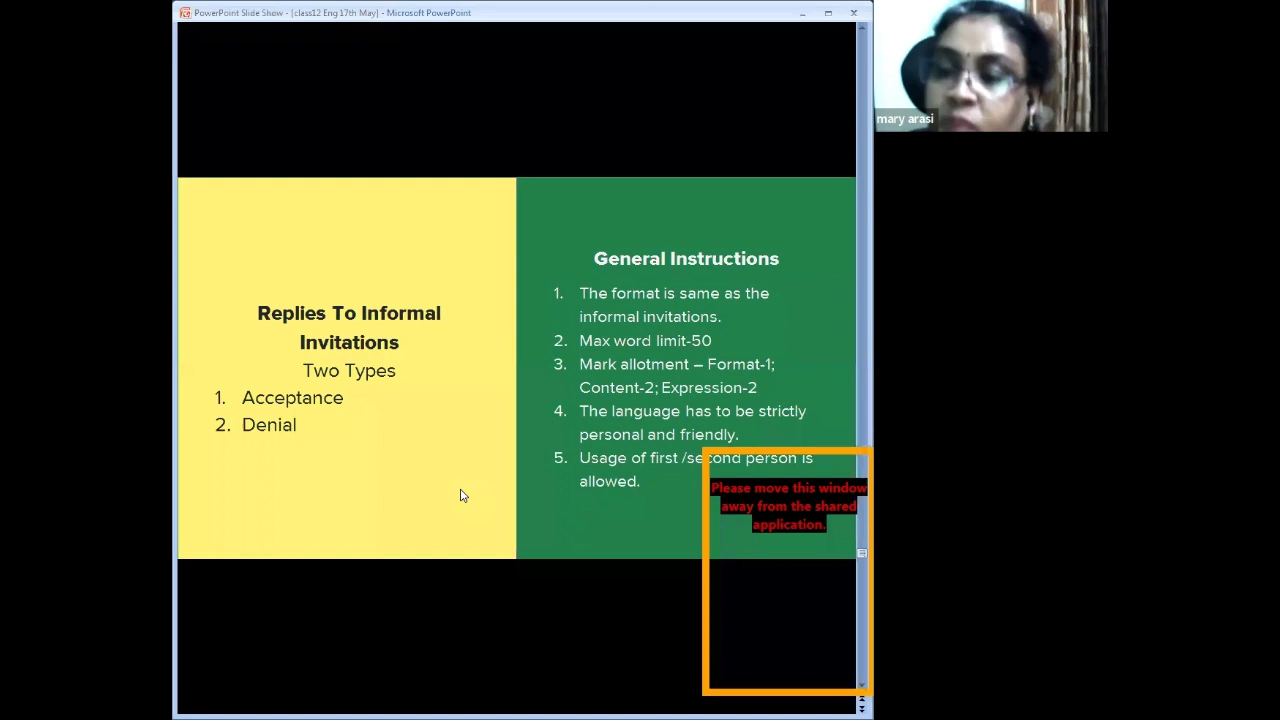 PowerPoint Slide Show - [class12 Eng 17th May] - Microsoft PowerPoint
mary arasi
Replies To Informal
Invitations
Two Types
1. Acceptance
2. Denial
General Instructions
1. The format is same as the
informal invitations.
2. Max word limit-50
3. Mark allotment – Format-1;
Content-2; Expression-2
4. The language has to be strictly
personal and friendly.
5. Usage of first /second person is
allowed.
Please move this window
away from the shared
application.